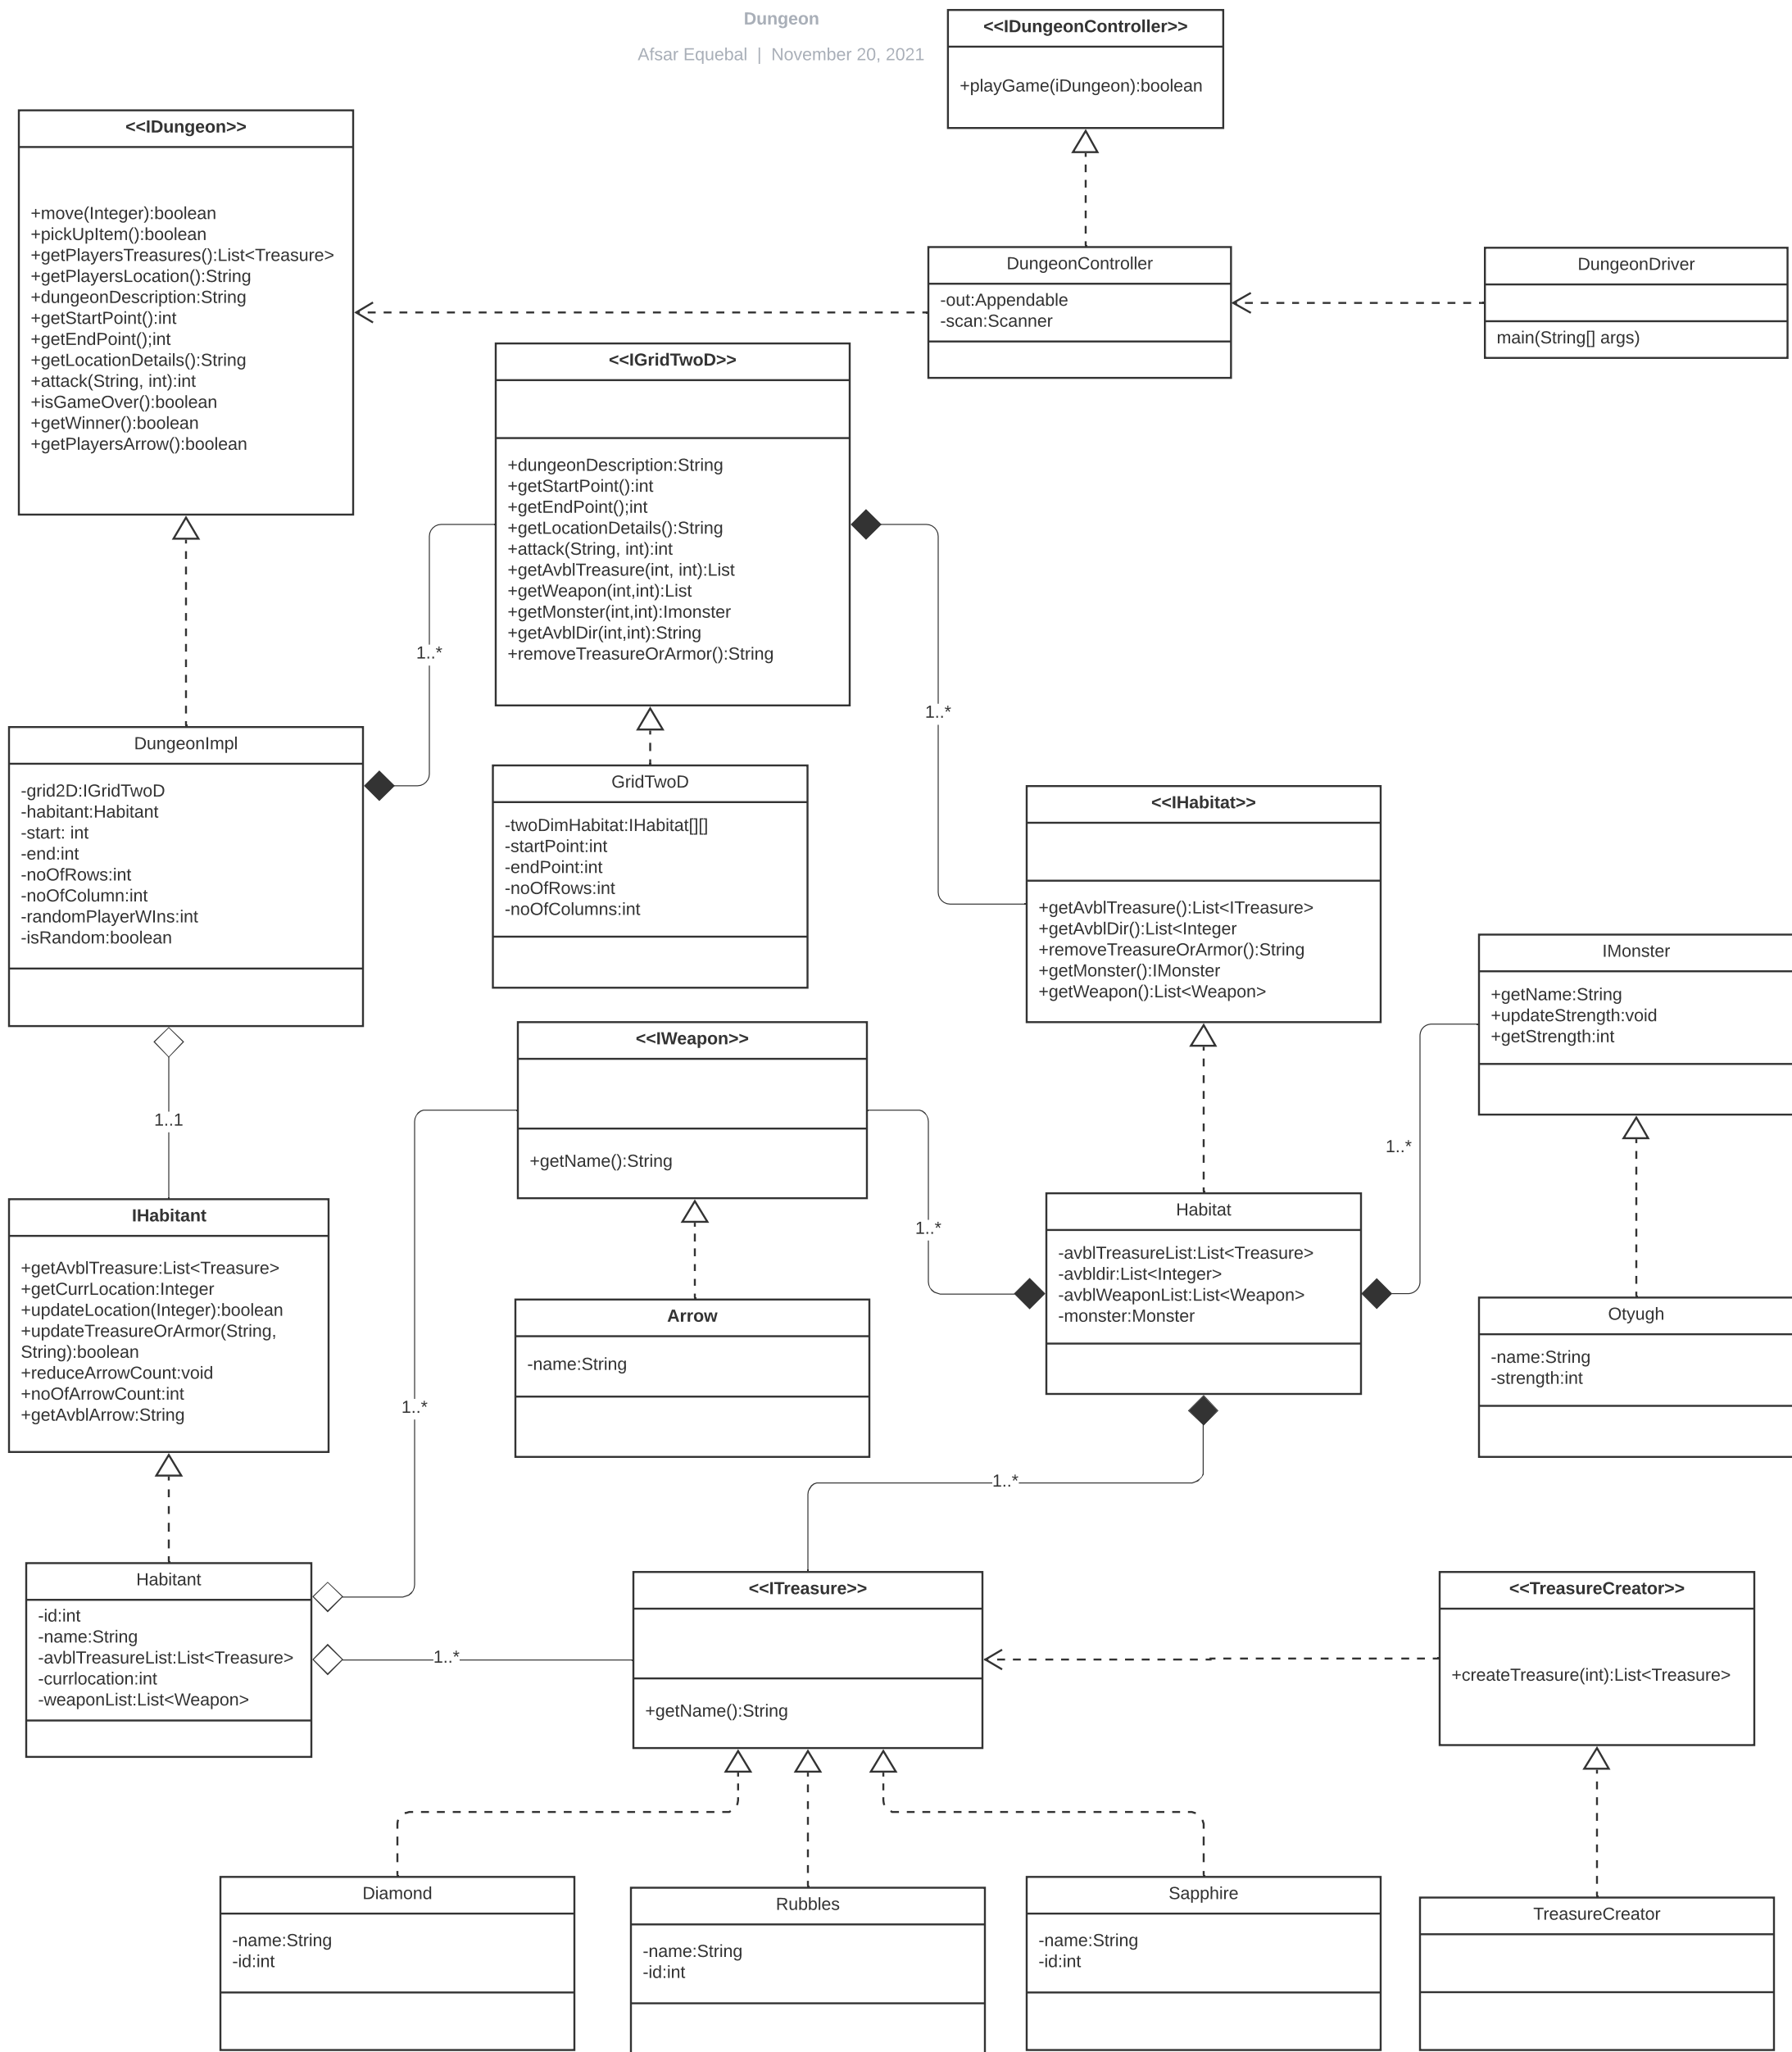 Dungeon
Afsar Equebal | November 20, 2021
<<IDungeonController>>
+playGame(iDungeon):boolean
<<IDungeon>>
+move(Integer):boolean
+pickUpItem():boolean
+getPlayersTreasures():List<Treasure>
+getPlayersLocation():String
+dungeonDescription:String
+getStartPoint():int
+getEndPoint();int
+getLocationDetails():String
+attack(String, int):int
+isGameOver():boolean
+getWinner():boolean
+getPlayersArrow():boolean
DungeonController
-out:Appendable
-scan:Scanner
DungeonDriver
main(String[] args)
<<IGridTwoD>>
+dungeonDescription:String
+getStartPoint():int
+getEndPoint();int
+getLocationDetails():String
+attack(String, int):int
+getAvblTreasure(int, int):List
+getWeapon(int,int):List
+getMonster(int,int):Imonster
+getAvblDir(int,int):String
+removeTreasureOrArmor():String
1..*
1..*
DungeonImpl
-grid2D:IGridTwoD
-habitant:Habitant
-start: int
-end:int
-noOfRows:int
-noOfColumn:int
-randomPlayerWIns:int
-isRandom:boolean
GridTwoD
-twoDimHabitat:IHabitat[][]
-startPoint:int
-endPoint:int
-noOfRows:int
-noOfColumns:int
<<IHabitat>>
+getAvblTreasure():List<ITreasure>
+getAvblDir():List<Integer
+removeTreasureOrArmor():String
+getMonster():IMonster
+getWeapon():List<Weapon>
IMonster
+getName:String
+updateStrength:void
+getStrength:int
<<IWeapon>>
+getName():String
1..1
1..*
1..*
IHabitant
+getAvblTreasure:List<Treasure>
+getCurrLocation:Integer
+updateLocation(Integer):boolean
+updateTreasureOrArmor(String,
String):boolean
+reduceArrowCount:void
+noOfArrowCount:int
+getAvblArrow:String
Habitat
-avblTreasureList:List<Treasure>
-avbldir:List<Integer>
-avblWeaponList:List<Weapon>
-monster:Monster
Arrow
-name:String
Otyugh
-name:String
-strength:int
1..*
1..*
Habitant
-id:int
-name:String
-avblTreasureList:List<Treasure>
-currlocation:int
-weaponList:List<Weapon>
1..*
<<ITreasure>>
+getName():String
<<TreasureCreator>>
+createTreasure(int):List<Treasure>
Diamond
-name:String
-id:int
Rubbles
-name:String
-id:int
Sapphire
-name:String
-id:int
TreasureCreator